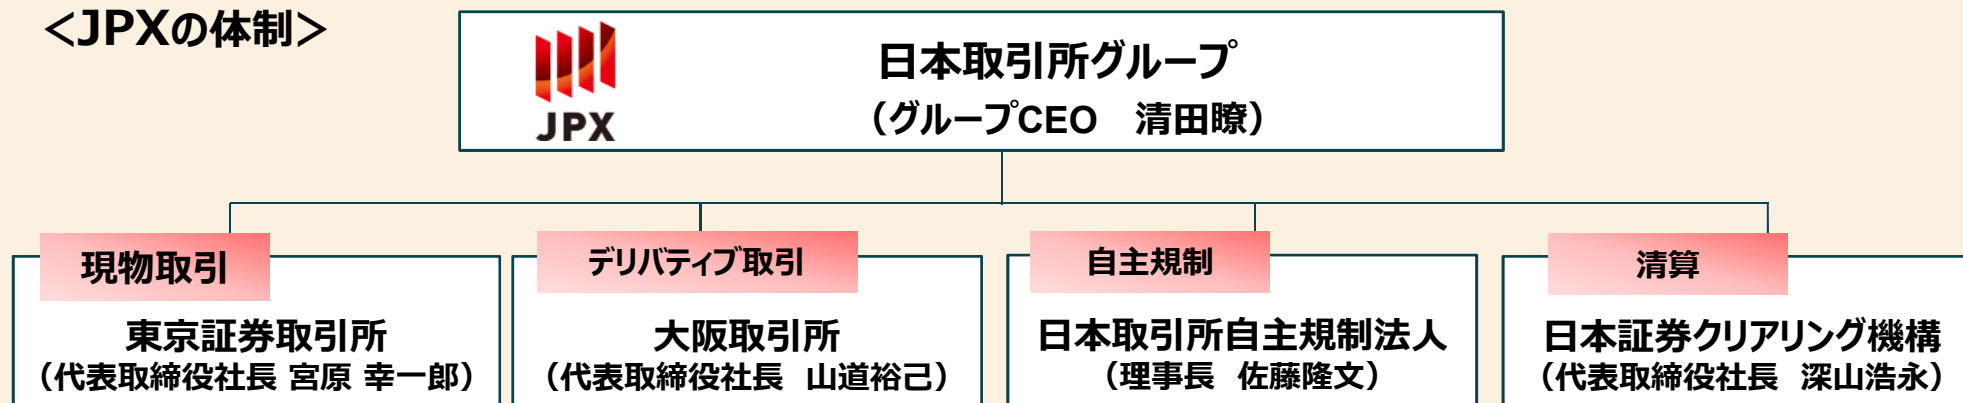 ＜JPXの体制＞
JPX
日本取引所グループ
（グループCEO　清田瞭）
現物取引
東京証券取引所
（代表取締役社長 宮原 幸一郎）
デリバティブ取引
大阪取引所
（代表取締役社長　山道裕己）
自主規制
日本取引所自主規制法人
（理事長　佐藤隆文）
清算
日本証券クリアリング機構
（代表取締役社長　深山浩永）